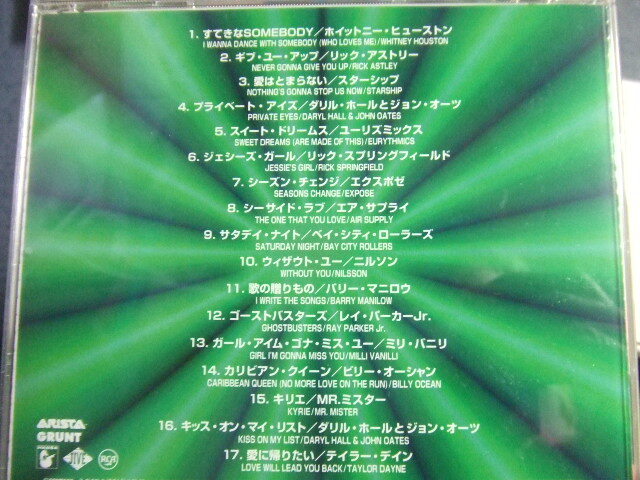 1. すてきなSOMEBODY／ホイットニー・ヒューストン
I WANNA DANCE WITH SOMEBODY (WHO LOVES ME)/WHITNEY HOUSTON
2. ギブ・ユー・アップ／リック・アストリー
NEVER GONNA GIVE YOU UP/RICK ASTLEY
3. 愛はとまらない／スターシップ
NOTHING'S GONNA STOP US NOW/STARSHIP
4. プライベート・アイズ／ダリル・ホールとジョン・オーツ
PRIVATE EYES/DARYL HALL & JOHN OATES
5. スイート・ドリームス／ユーリズミックス
SWEET DREAMS (ARE MADE OF THIS)/EURYTHMICS
6. ジェシーズ・ガール／リック・スプリングフィールド
JESSIE'S GIRL/RICK SPRINGFIELD
7. シーズン・チェンジ／エクスポゼ
SEASONS CHANGE/EXPOSE
8. シーサイド・ラブ／エア・サプライ
THE ONE THAT YOU LOVE/AIR SUPPLY
9. サタデイ・ナイト／ベイ・シティ・ローラーズ
SATURDAY NIGHT/BAY CITY ROLLERS
10. ウィザウト・ユー／ニルソン
WITHOUT YOU/NILSSON
11. 歌の贈りもの／バリー・マニロウ
I WRITE THE SONGS/BARRY MANILOW
12. ゴーストバスターズ／レイ・パーカーJr.
GHOSTBUSTERS/RAY PARKER Jr.
13. ガール・アイム・ゴナ・ミス・ユー／ミリ・バニリ
GIRL I'M GONNA MISS YOU/MILLI VANILLI
14. カリビアン・クイーン／ビリー・オーシャン
CARIBBEAN QUEEN (NO MORE LOVE ON THE RUN)/BILLY OCEAN
15. キリエ／MR.ミスター
KYRIE/MR. MISTER
16. キッス・オン・マイ・リスト／ダリル・ホールとジョン・オーツ
KISS ON MY LIST/DARYL HALL & JOHN OATES
17. 愛に帰りたい／テイラー・デイン
LOVE WILL LEAD YOU BACK/TAYLOR DAYNE
ARISTA
GRUNT
JIVE
RCA